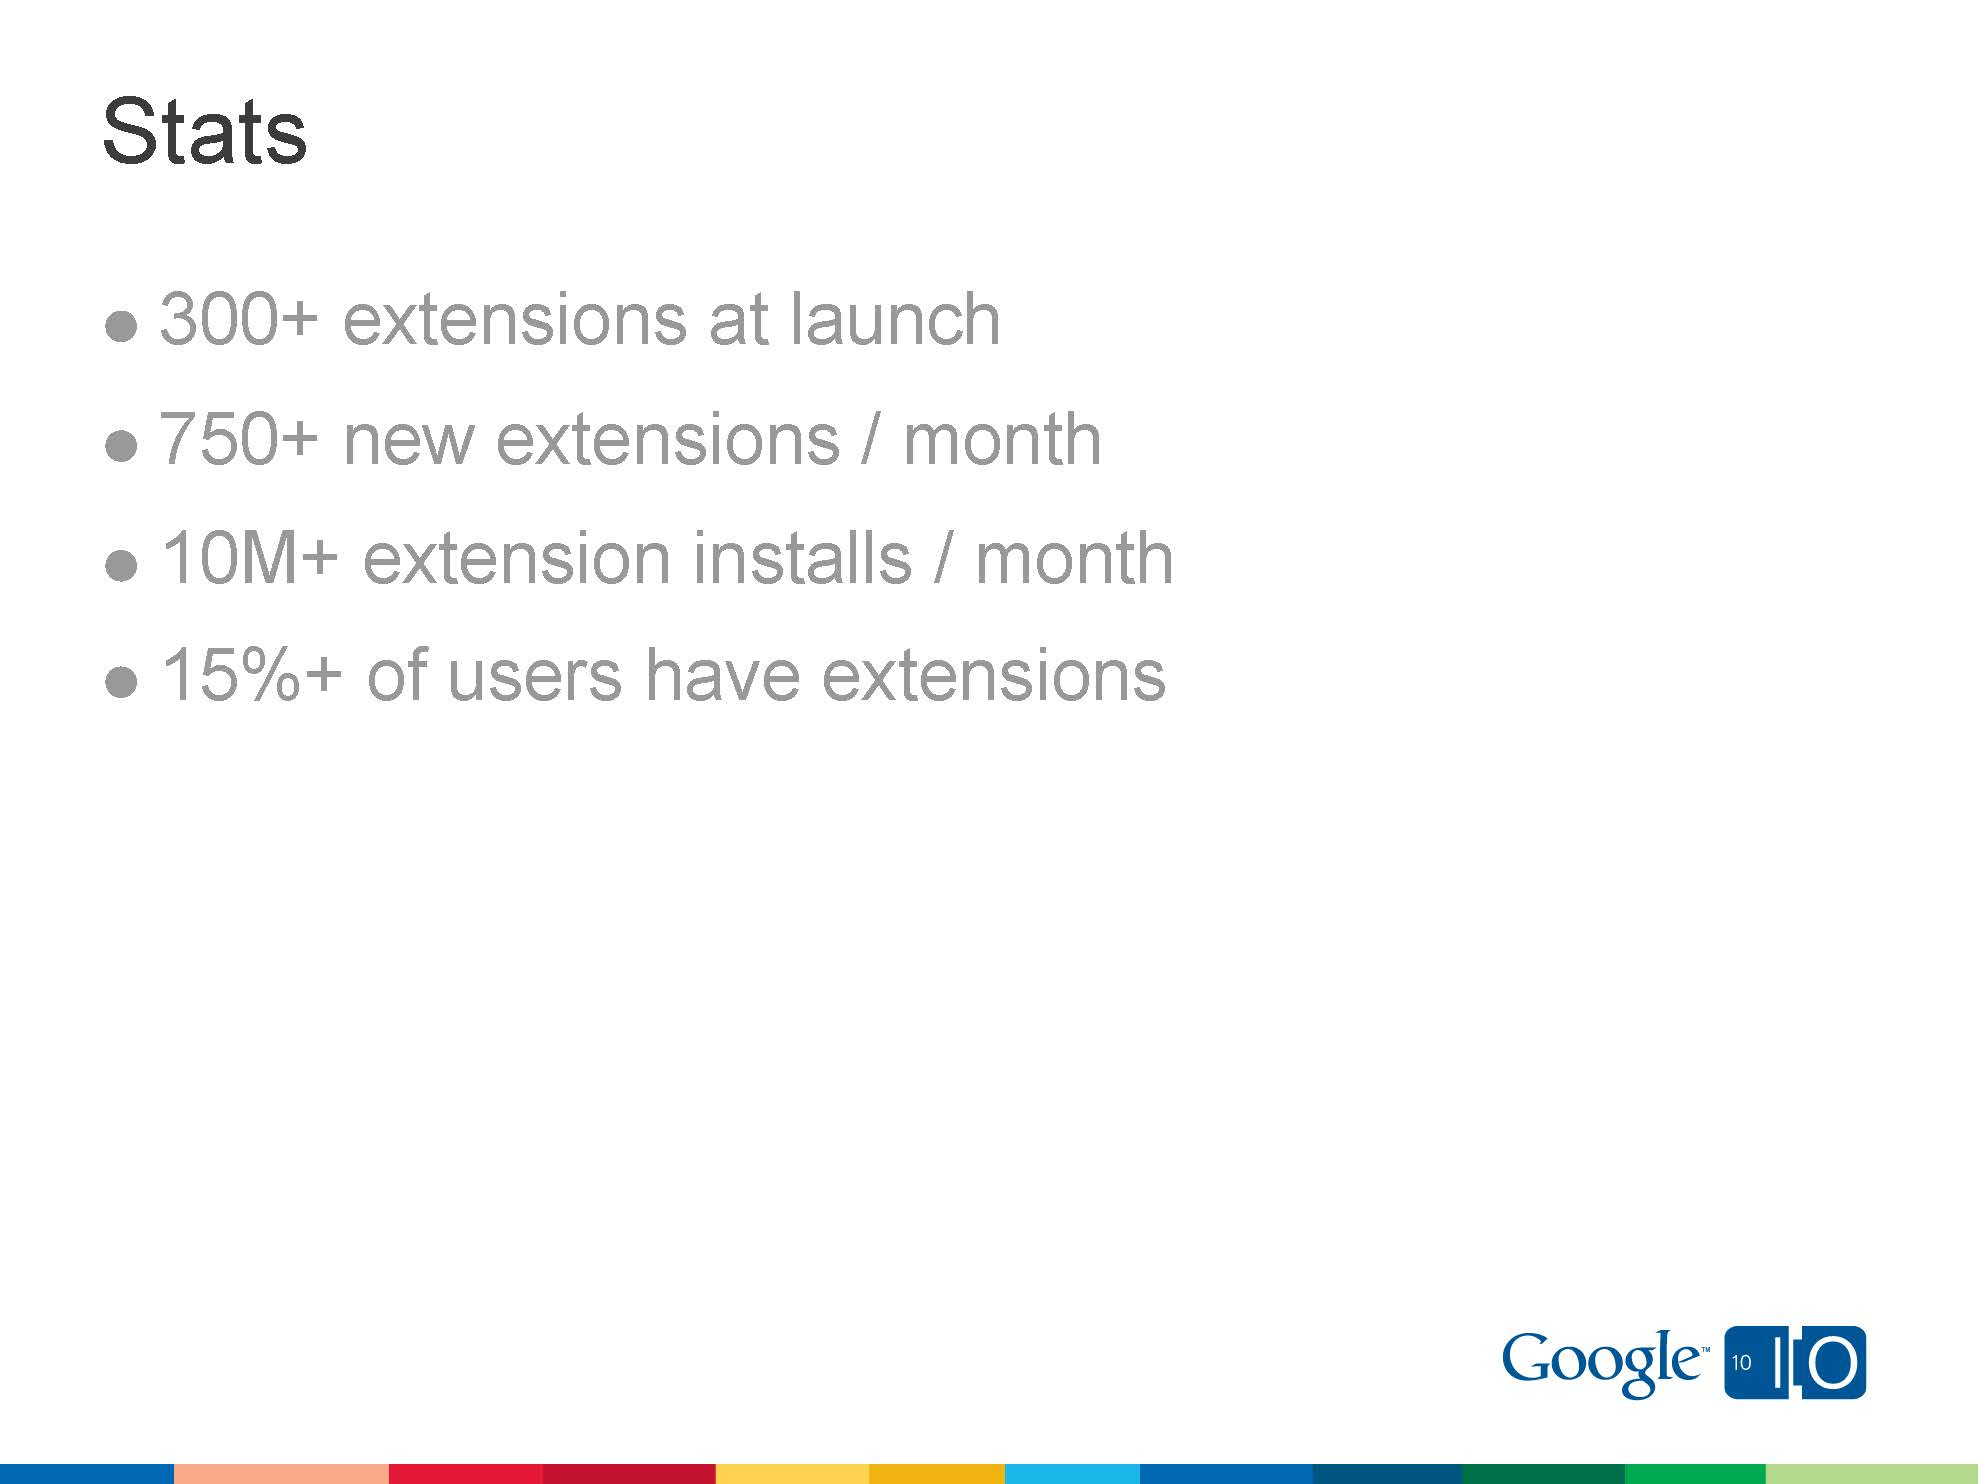 Stats
● 300+ extensions at launch
● 750+ new extensions / month
● 10M+ extension installs / month
● 15%+ of users have extensions
Google™ 10 IO